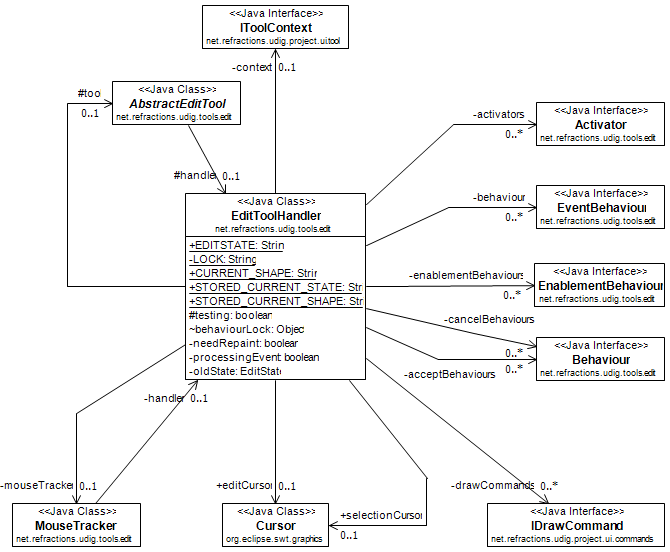 <<Java Interface>>
IToolContext
net.refractions.udig.project.ui.tool
-context 0..1
<<Java Class>>
AbstractEditTool
net.refractions.udig.tools.edit
#tool
0..1
#handler 0..1
<<Java Class>>
EditToolHandler
net.refractions.udig.tools.edit
+EDITSTATE: Strin
-LOCK: String
+CURRENT_SHAPE: Strin
+STORED_CURRENT_STATE: Stri
+STORED_CURRENT_SHAPE: Stri
#testing: boolean
~behaviourLock: Object
-needRepaint: boolean
-processingEvent: boolean
-oldState: EditState
-activators
0..*
<<Java Interface>>
Activator
net.refractions.udig.tools.edit
-behaviour
0..*
<<Java Interface>>
EventBehaviour
net.refractions.udig.tools.edit
-enablementBehaviours
0..*
<<Java Interface>>
EnablementBehaviour
net.refractions.udig.tools.edit
-cancelBehaviours
0..*
<<Java Interface>>
Behaviour
net.refractions.udig.tools.edit
0..*
-acceptBehaviours
-handler 0..1
-mouseTracker 0..1
<<Java Class>>
MouseTracker
net.refractions.udig.tools.edit
+editCursor 0..1
<<Java Class>>
Cursor
org.eclipse.swt.graphics
+selectionCursor
0..1
-drawCommands 0..*
<<Java Interface>>
IDrawCommand
net.refractions.udig.project.ui.commands